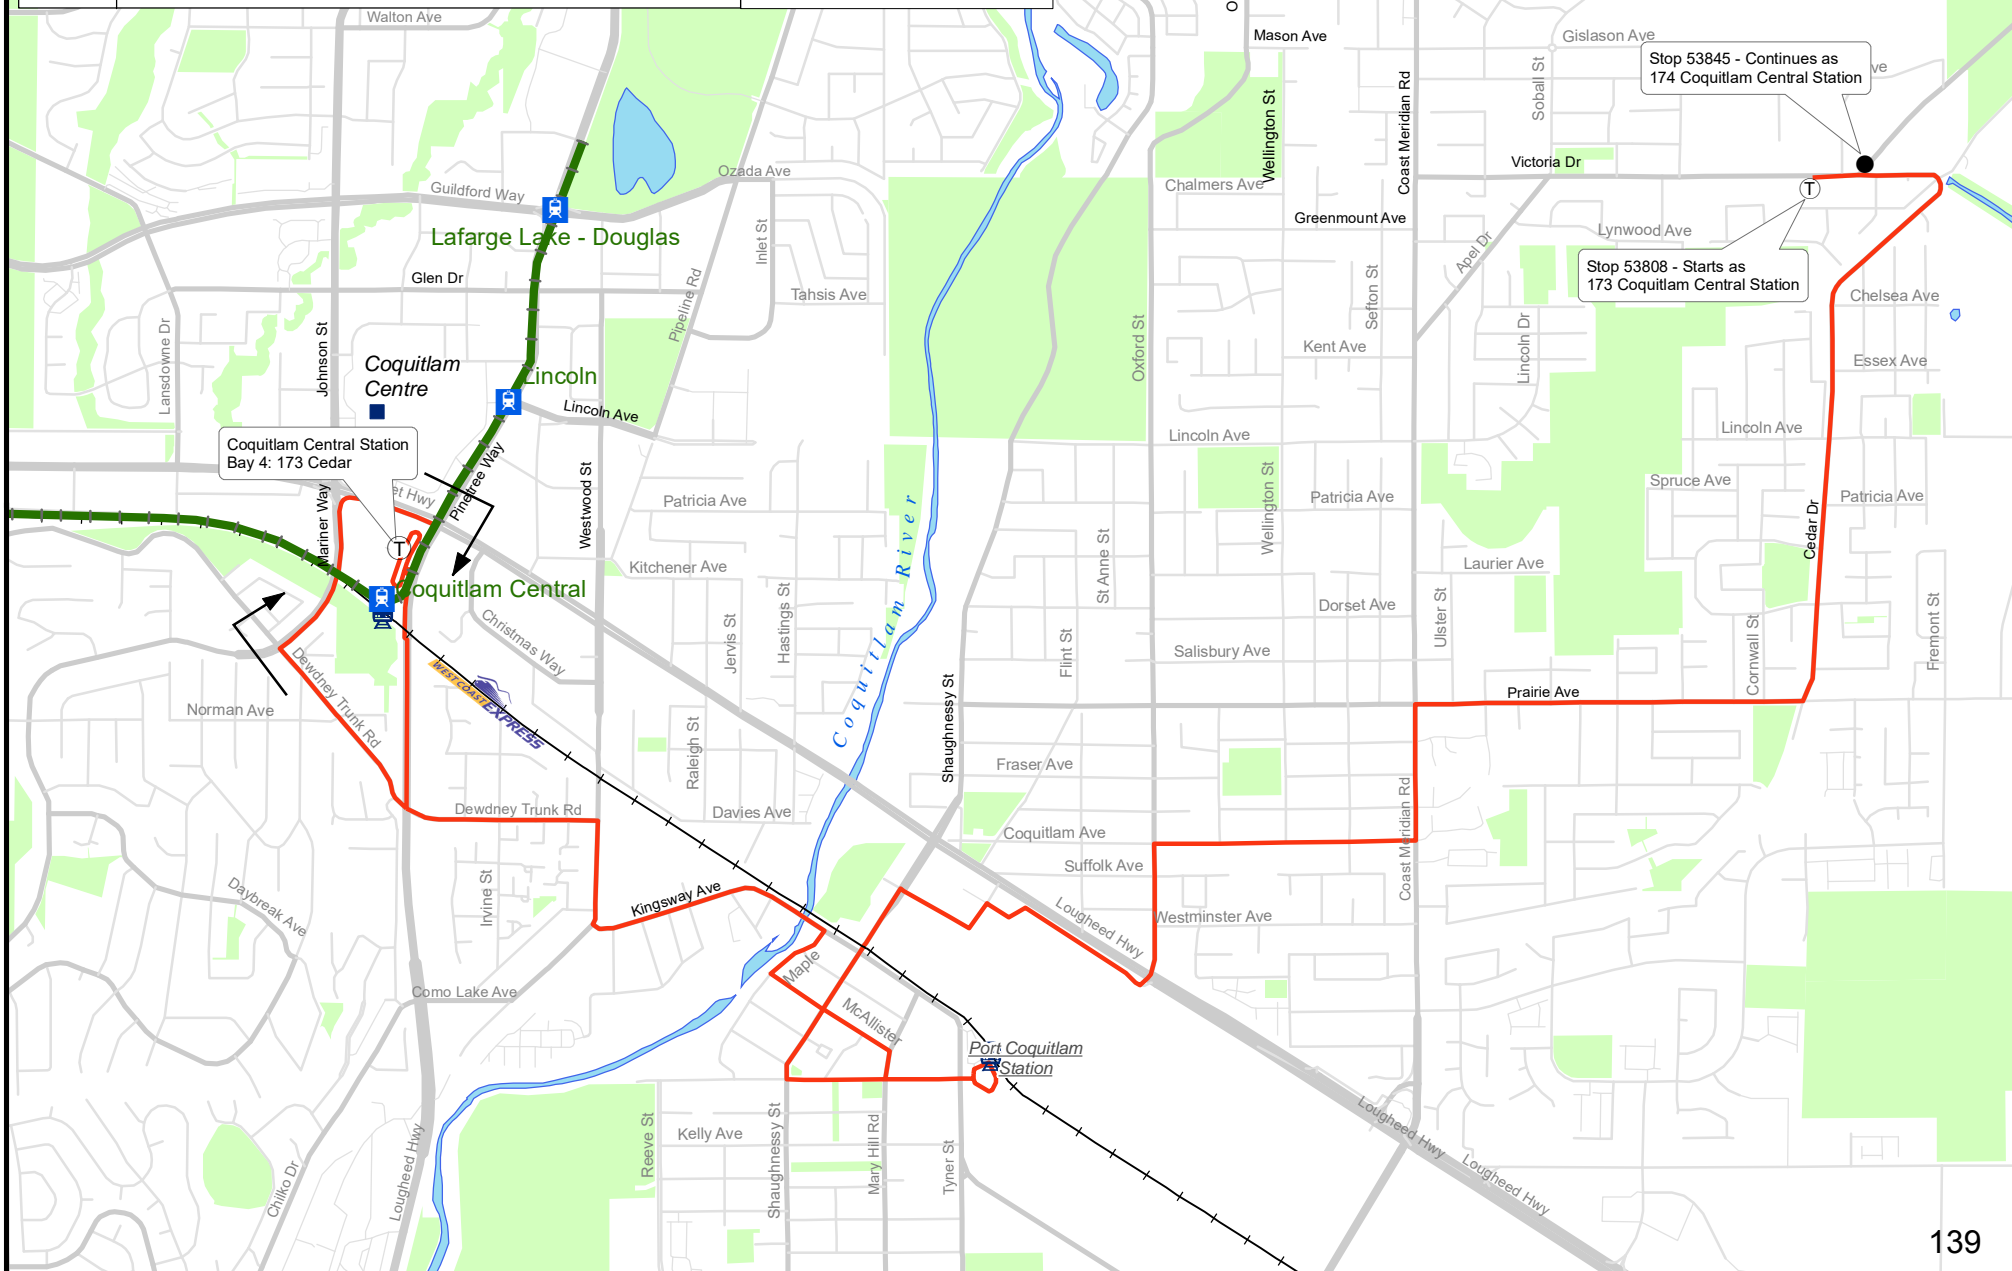 Walton Ave
O
Mason Ave
Gislason Ave
Stop 53845 - Continues as
174 Coquitlam Central Station
ve
Soball St
Coast Meridian Rd
Wellington St
Victoria Dr
Ozada Ave
Guildford Way
Chalmers Ave
Greenmount Ave
Lynwood Ave
Lafarge Lake - Douglas
Inlet St
Apel Dr
Stop 53808 - Starts as
173 Coquitlam Central Station
T
Glen Dr
Tahsis Ave
Pipeline Rd
Sefton St
Chelsea Ave
Oxford St
Kent Ave
Lincoln Dr
Essex Ave
Lansdowne Dr
Johnson St
Coquitlam
Centre
Lincoln
Lincoln Ave
Lincoln Ave
Lincoln Ave
Coquitlam Central Station
Bay 4: 173 Cedar
Pinetree Way
et Hwy
Mariner Way
Westwood St
Patricia Ave
Wellington St
Patricia Ave
Spruce Ave
Patricia Ave
Coquitlam River
Cedar Dr
T
Kitchener Ave
St Anne St
Laurier Ave
Coquitlam Central
Christmas Way
Jervis St
Hastings St
Flint St
Dorset Ave
Ulster St
Fremont St
Salisbury Ave
Cornwall St
Dewdney Trunk Rd
WEST COAST
EXPRESS
Norman Ave
Prairie Ave
Raleigh St
Shaughnessy St
Fraser Ave
Dewdney Trunk Rd
Davies Ave
Coquitlam Ave
Coast Meridian Rd
Suffolk Ave
Daybreak Ave
Irvine St
Kingsway Ave
Lougheed Hwy
Westminster Ave
Maple
Como Lake Ave
McAllister
Port Coquitlam
Station
Reeve St
Kelly Ave
Shaughnessy St
Mary Hill Rd
Tyner St
Lougheed Hwy
Chilko Dr
Lougheed Hwy
Lougheed Hwy
139